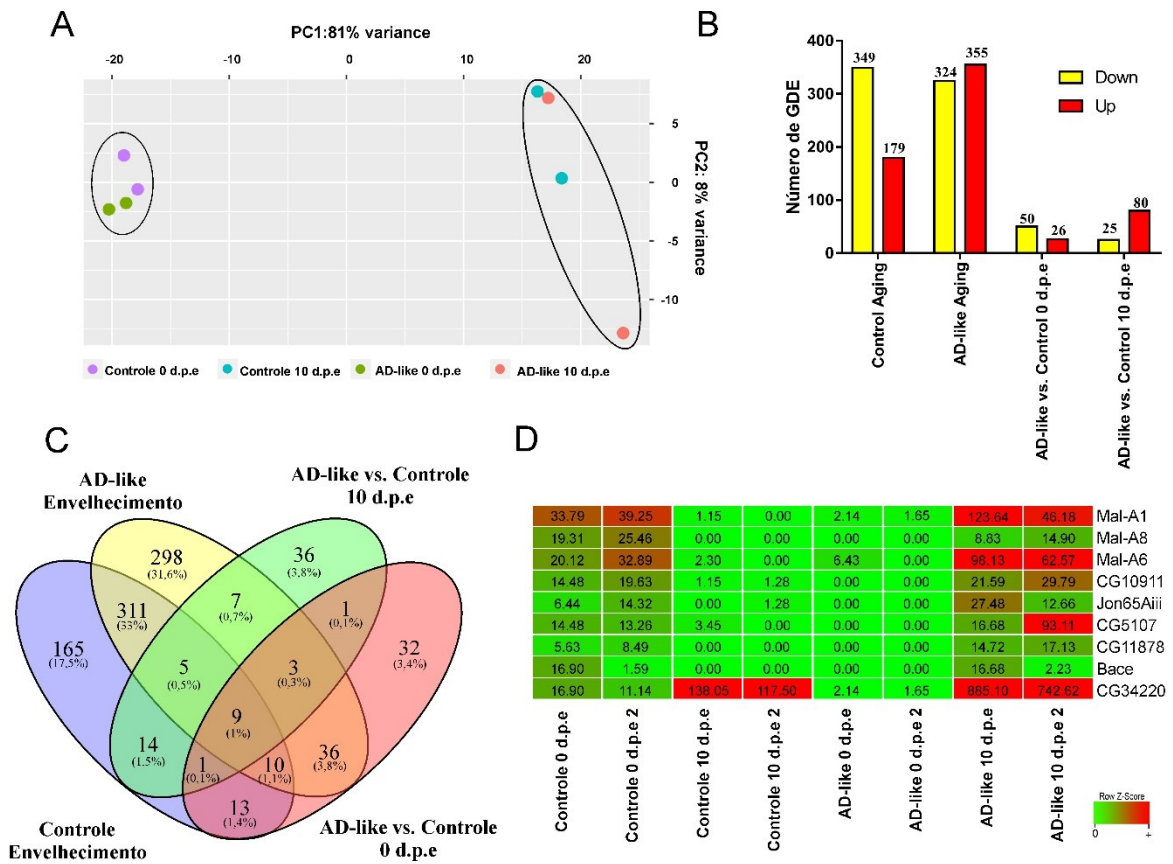 A
PC1:81% variance
-20
-10
0
10
20
5
0
-5
-10
PC2: 8% variance
Controle 0 d.p.e
Controle 10 d.p.e
AD-like 0 d.p.e
AD-like 10 d.p.e
B
Número de GDE
400
300
200
100
0
349
179
324
355
50
26
25
80
Down
Up
Control Aging
AD-like Aging
AD-like vs. Control 0 d.p.e
AD-like vs. Control 10 d.p.e
C
AD-like
Envelhecimento
AD-like vs. Controle
10 d.p.e
298
(31,6%)
36
(3,8%)
311
(33%)
7
(0,7%)
1
(0,1%)
165
(17,5%)
32
(3,4%)
5
(0,5%)
3
(0,3%)
9
(1%)
14
(1,5%)
1
(0,1%)
10
(1,1%)
36
(3,8%)
13
(1,4%)
Controle
Envelhecimento
AD-like vs. Controle
0 d.p.e
D
33.79 39.25 1.15 0.00 2.14 1.65 123.64 46.18 Mal-A1
19.31 25.46 0.00 0.00 0.00 0.00 8.83 14.90 Mal-A8
20.12 32.89 2.30 0.00 6.43 0.00 98.13 62.57 Mal-A6
14.48 19.63 1.15 1.28 0.00 0.00 21.59 29.79 CG10911
6.44 14.32 0.00 1.28 0.00 0.00 27.48 12.66 Jon65Aiii
14.48 13.26 3.45 0.00 0.00 0.00 16.68 93.11 CG5107
5.63 8.49 0.00 0.00 0.00 0.00 14.72 17.13 CG11878
16.90 1.59 0.00 0.00 0.00 0.00 16.68 2.23 Bace
16.90 11.14 138.05 117.50 2.14 1.65 885.10 742.62 CG34220
Controle 0 d.p.e
Controle 0 d.p.e 2
Controle 10 d.p.e
Controle 10 d.p.e 2
AD-like 0 d.p.e
AD-like 0 d.p.e 2
AD-like 10 d.p.e
AD-like 10 d.p.e 2
Row Z-Score
0 +